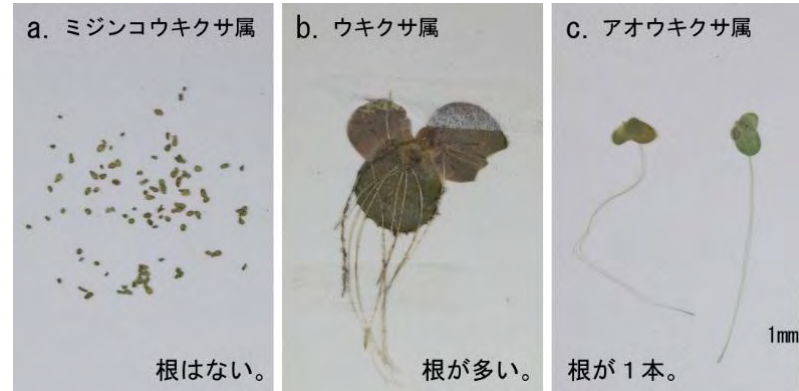 a. ミジンコウキクサ属
根はない。
b. ウキクサ属
根が多い。
c. アオウキクサ属
1mm
根が１本。